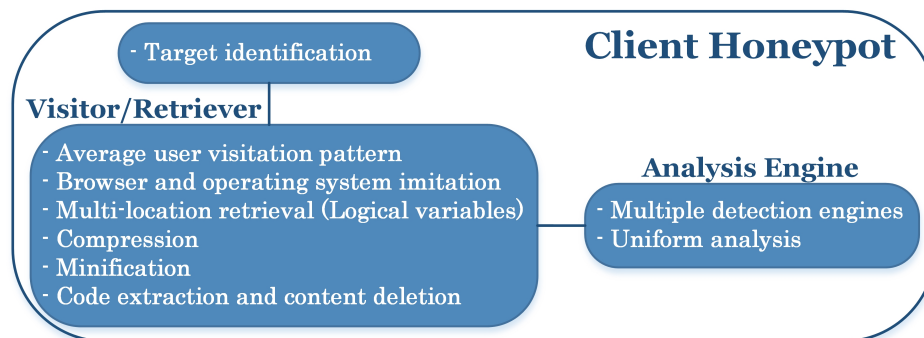 Client Honeypot
- Target identification
Visitor/Retriever
- Average user visitation pattern
- Browser and operating system imitation
- Multi-location retrieval (Logical variables)
- Compression
- Minification
- Code extraction and content deletion
Analysis Engine
- Multiple detection engines
- Uniform analysis